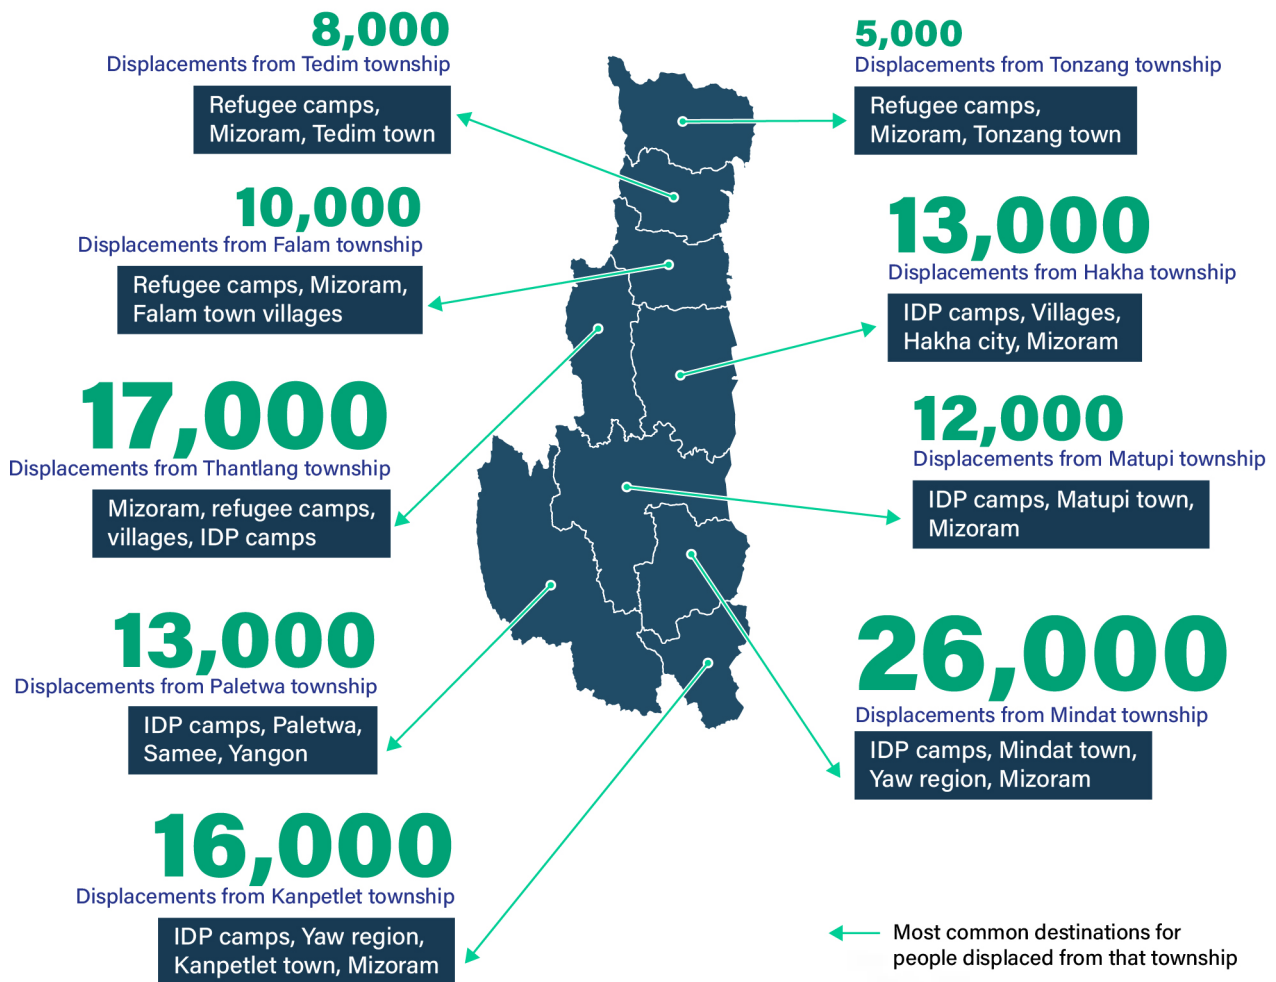 8,000
Displacements from Tedim township
Refugee camps,
Mizoram, Tedim town
5,000
Displacements from Tonzang township
Refugee camps,
Mizoram, Tonzang town
10,000
Displacements from Falam township
Refugee camps, Mizoram,
Falam town villages
13,000
Displacements from Hakha township
IDP camps, Villages,
Hakha city, Mizoram
17,000
Displacements from Thantlang township
Mizoram, refugee camps,
villages, IDP camps
12,000
Displacements from Matupi township
IDP camps, Matupi town,
Mizoram
13,000
Displacements from Paletwa township
IDP camps, Paletwa,
Samee, Yangon
26,000
Displacements from Mindat township
IDP camps, Mindat town,
Yaw region, Mizoram
16,000
Displacements from Kanpetlet township
IDP camps, Yaw region,
Kanpetlet town, Mizoram
Most common destinations for
people displaced from that township